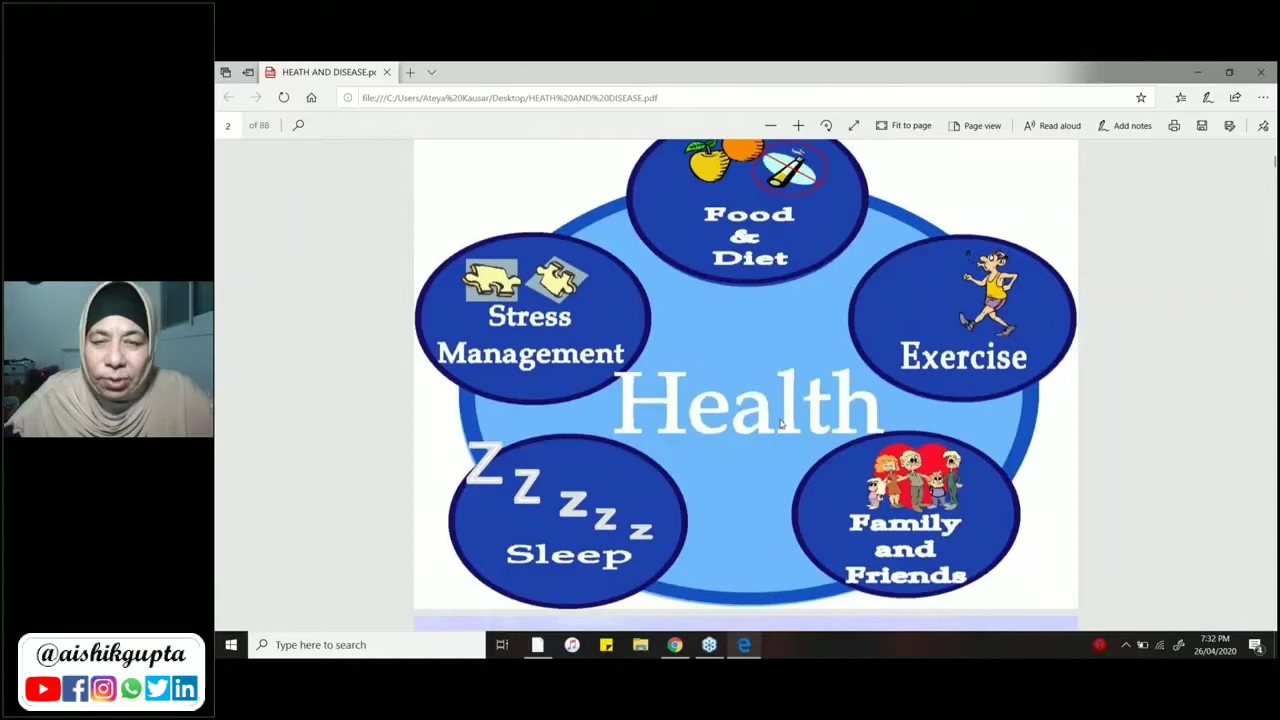 HEATH AND DISEASE.pc
file:///C:/Users/Ateya%20Kausar/Desktop/HEATH%20AND%20DISEASE.pdf
2 of 88
Fit to page
Page view
Read aloud
Add notes
Food
&
Diet
Stress
Management
Exercise
Health
Z Z Z Z Z
Sleep
Family
and
Friends
Type here to search
7:32 PM
26/04/2020
@aishikgupta